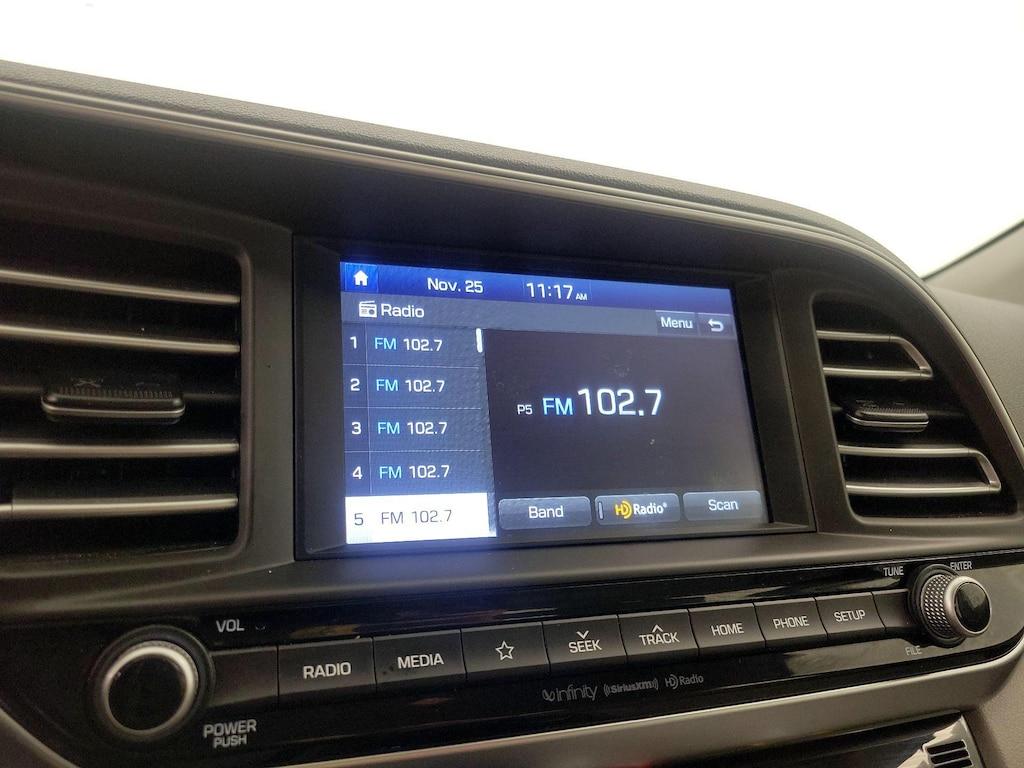 Nov. 25 11:17 AM
Radio
Menu
1 FM 102.7
2 FM 102.7
3 FM 102.7
4 FM 102.7
5 FM 102.7
P5 FM 102.7
Band HD Radio® Scan
VOL
TUNE
ENTER
RADIO MEDIA SEEK TRACK HOME PHONE SETUP
FILE
POWER
PUSH
Infinity ((SiriusXM)) HD Radio